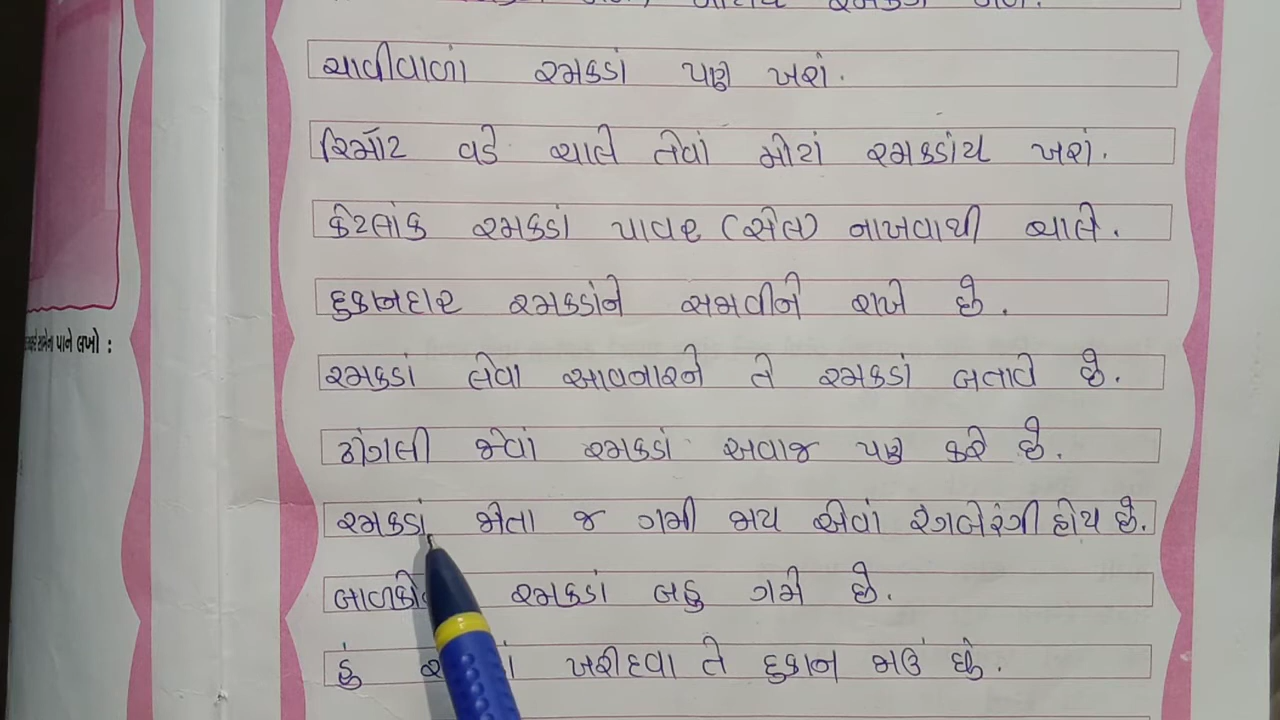 રમકડાં
ચાવીવાળાં રમકડાં પણ ખરાં.
રિમૉટ વડે ચાલે તેવાં મોટાં રમકડાંય ખરાં.
કેટલાંક રમકડાં પાવર (સેલ) નાખવાથી ચાલે.
દુકાનદાર રમકડાંને સમજાવીને રાખે છે.
રમકડાં લેવા આવનારને તે રમકડાં બતાવે છે.
ઢીંગલી જેવાં રમકડાં અવાજ પણ કરે છે.
પાને લખો :
રમકડાં જોતા જ ગમી જાય એવાં રંગબેરંગી હોય છે.
રમકડાં બહુ ગમે છે.
હું ખરીદવા તે દુકાન જાઉં છું.